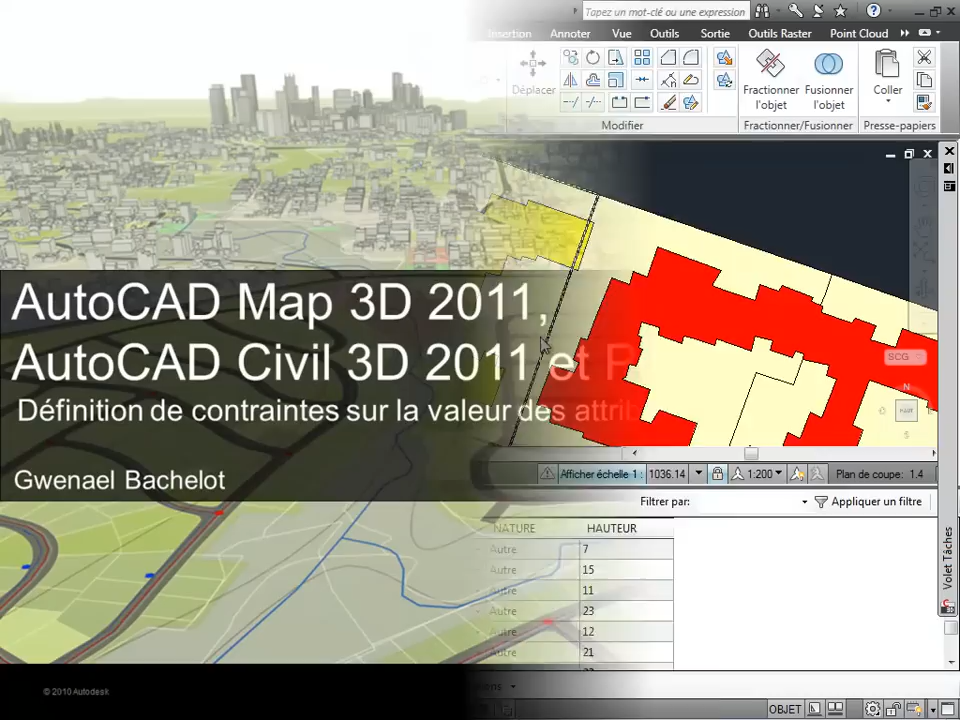 Tapez un mot-clé ou une expression
Insertion Annoter Vue Outils Sortie Outils Raster Point Cloud
Déplacer
Fractionner l'objet
Fusionner l'objet
Coller
Modifier
Fractionner/Fusionner
Presse-papiers
AutoCAD Map 3D 2011,
AutoCAD Civil 3D 2011 et
Définition de contraintes sur la valeur des
Gwenael Bachelot
SCG
N
HAUT
S
Afficher échelle 1 : 1036.14 1:200 Plan de coupe: 1.4
Filtrer par: Appliquer un filtre
NATURE HAUTEUR
Autre 7
Autre 15
Autre 11
Autre 23
Autre 12
Autre 21
Volet Tâches
OBJET
© 2010 Autodesk